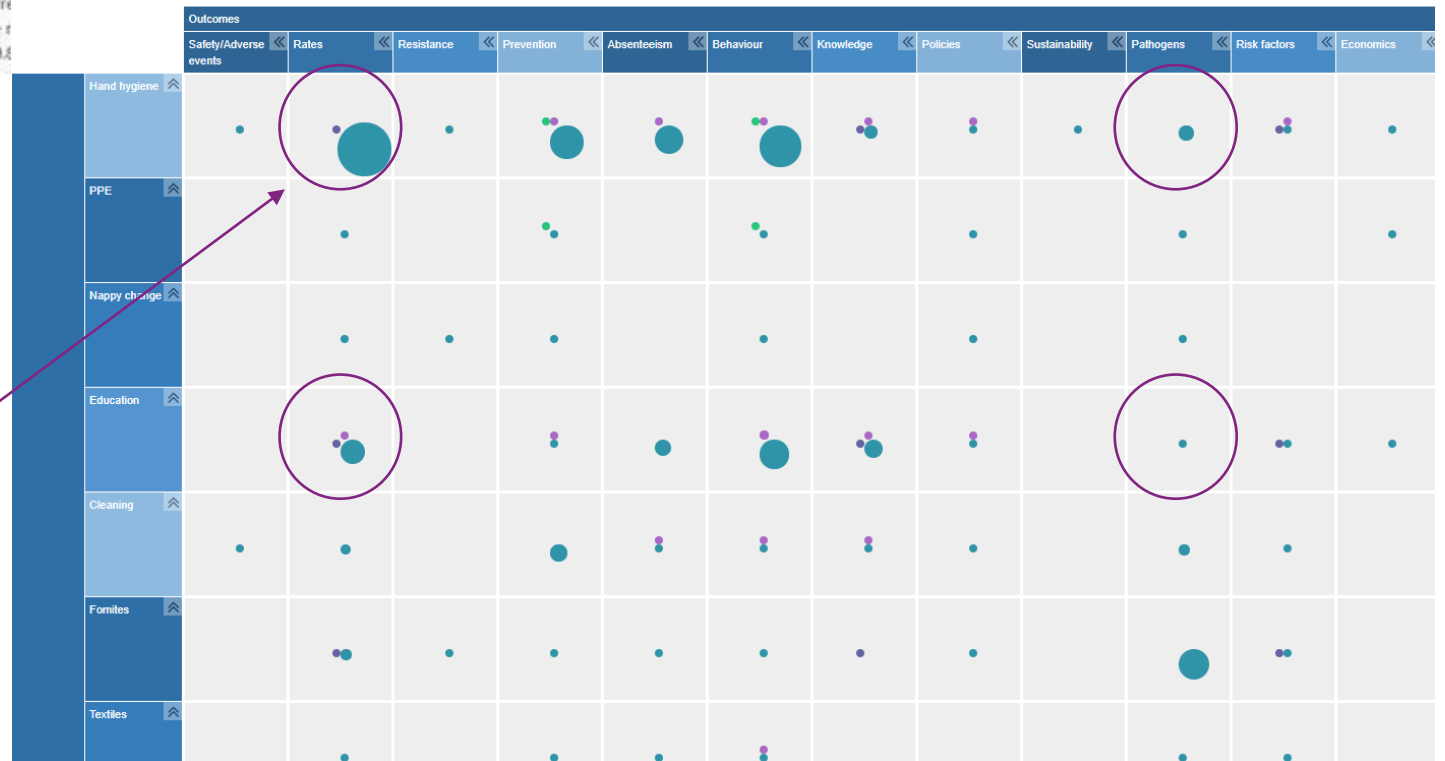 Outcomes
Safety/Adverse events
Rates
Resistance
Prevention
Absenteeism
Behaviour
Knowledge
Policies
Sustainability
Pathogens
Risk factors
Economics
Hand hygiene
PPE
Nappy change
Education
Cleaning
Fomites
Textiles